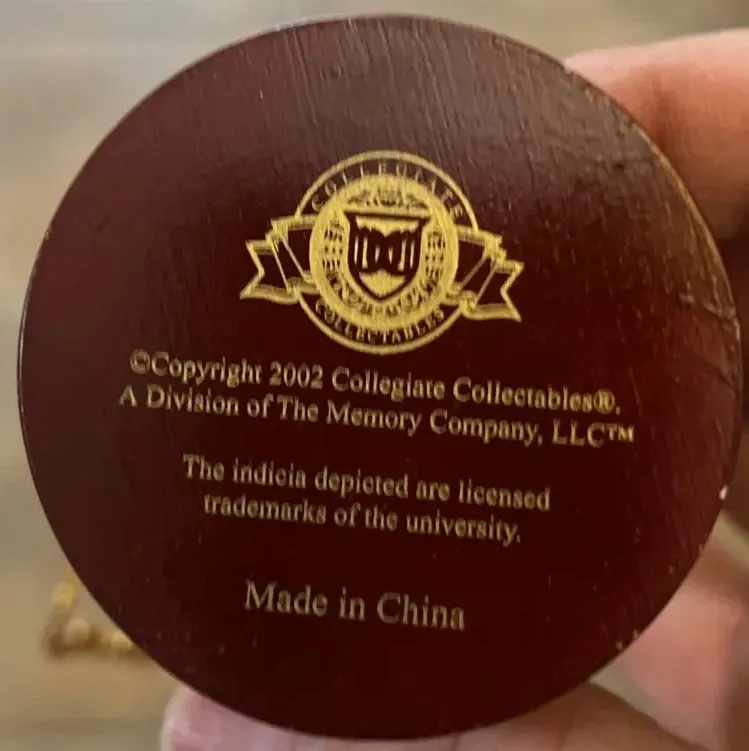 COLLEGIATE
COLLECTABLES
©Copyright 2002 Collegiate Collectables®.
A Division of The Memory Company, LLC™
The indicia depicted are licensed
trademarks of the university.
Made in China